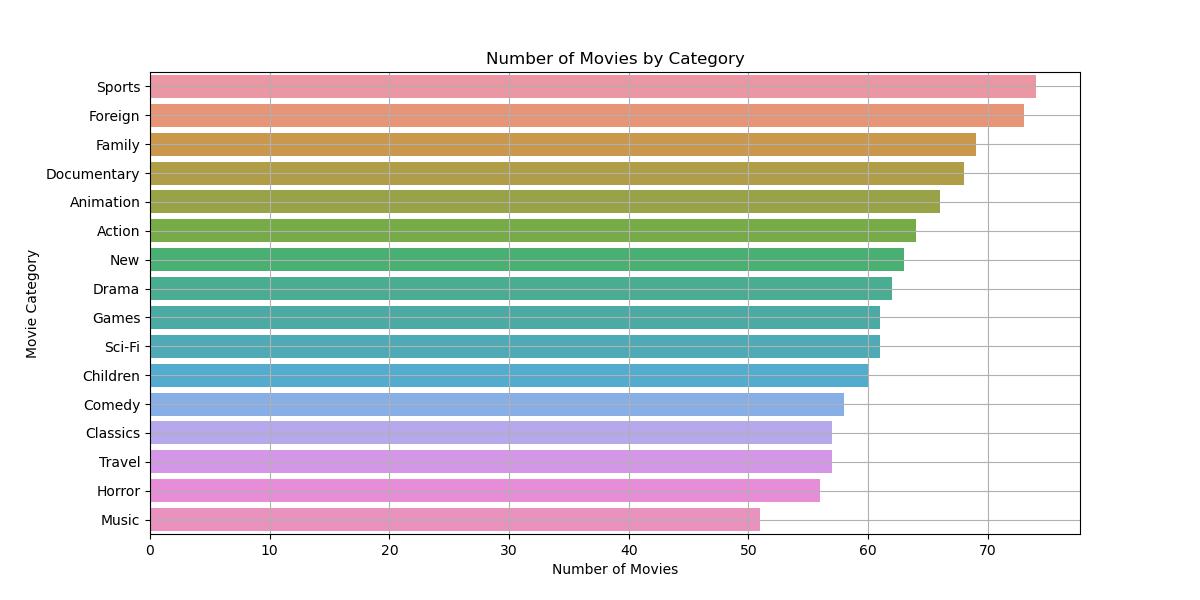 Number of Movies by Category
Movie Category
Sports
Foreign
Family
Documentary
Animation
Action
New
Drama
Games
Sci-Fi
Children
Comedy
Classics
Travel
Horror
Music
0 10 20 30 40 50 60 70
Number of Movies